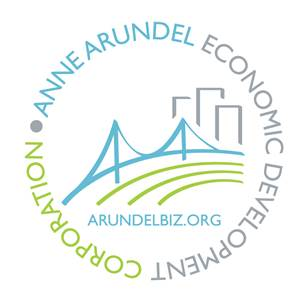 ANNE ARUNDEL ECONOMIC DEVELOPMENT CORPORATION
ARUNDELBIZ.ORG